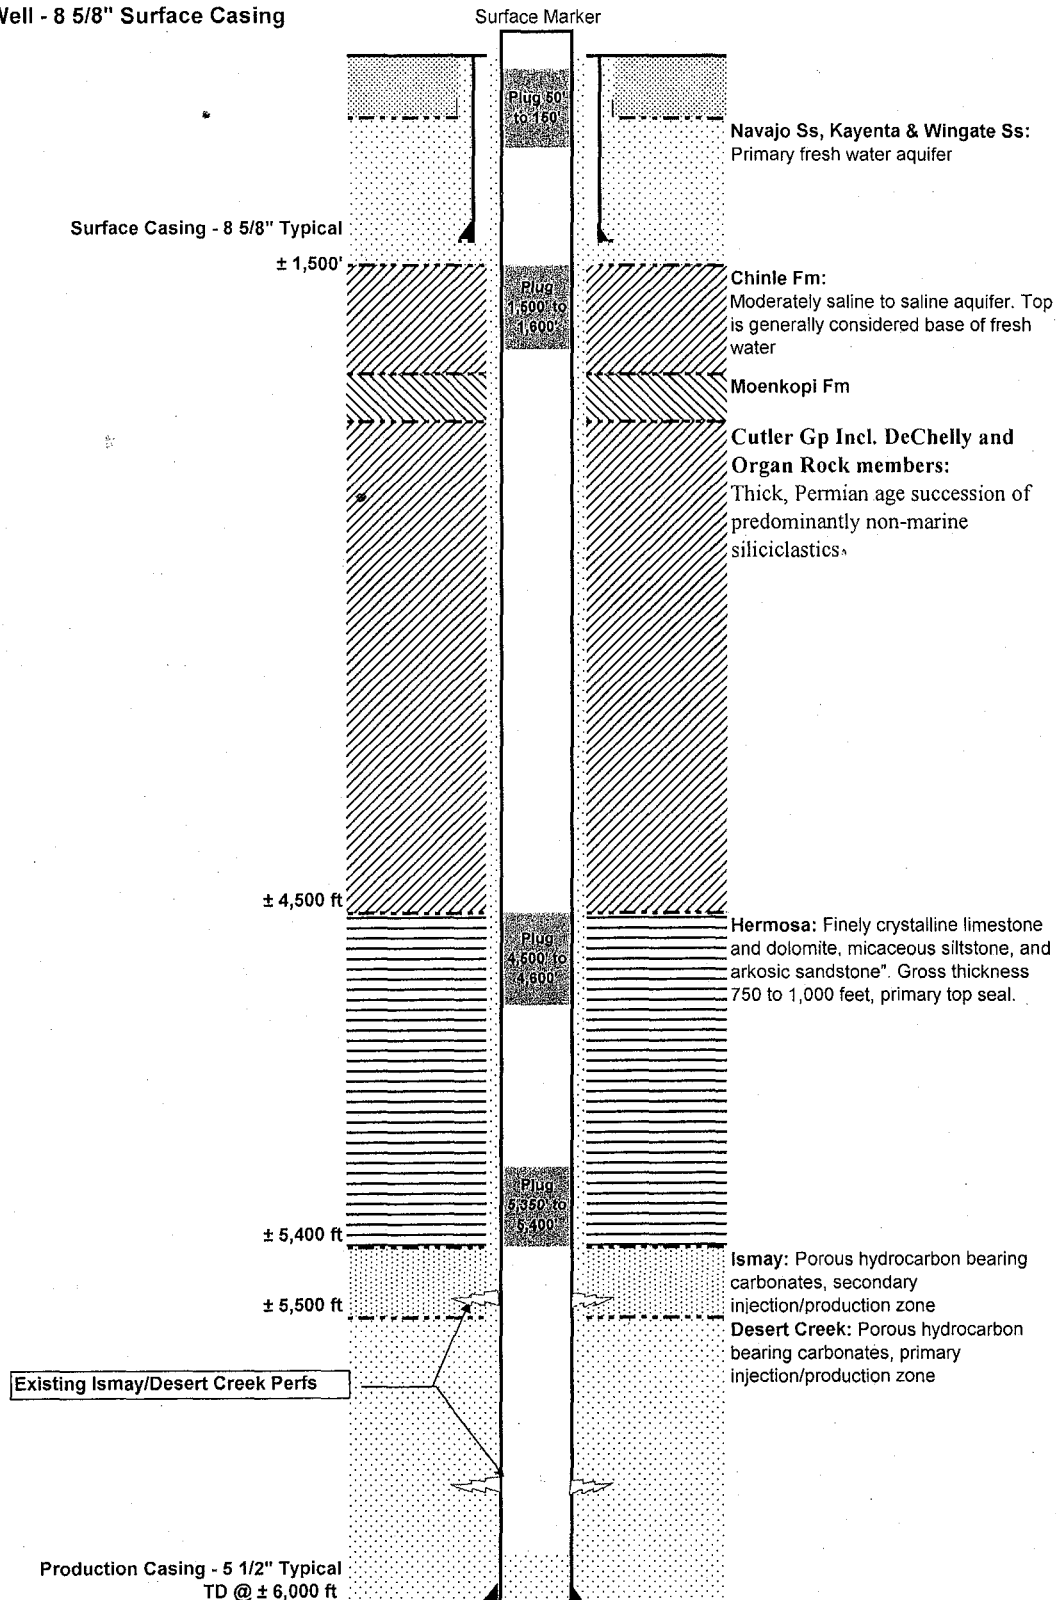 Well - 8 5/8" Surface Casing
Surface Marker
Plug 50'
to 150'
Navajo Ss, Kayenta & Wingate Ss:
Primary fresh water aquifer
Surface Casing - 8 5/8" Typical
± 1,500'
Plug
1,500' to
1,600'
Chinle Fm:
Moderately saline to saline aquifer. Top
is generally considered base of fresh
water
Moenkopi Fm
Cutler Gp Incl. DeChelly and
Organ Rock members:
Thick, Permian age succession of
predominantly non-marine
siliciclastics.
± 4,500 ft
Plug
4,500' to
4,600'
Hermosa: Finely crystalline limestone
and dolomite, micaceous siltstone, and
arkosic sandstone". Gross thickness
750 to 1,000 feet, primary top seal.
Plug
5,350' to
5,400'
± 5,400 ft
Ismay: Porous hydrocarbon bearing
carbonates, secondary
injection/production zone
± 5,500 ft
Desert Creek: Porous hydrocarbon
bearing carbonates, primary
injection/production zone
Existing Ismay/Desert Creek Perfs
Production Casing - 5 1/2" Typical
TD @ ± 6,000 ft